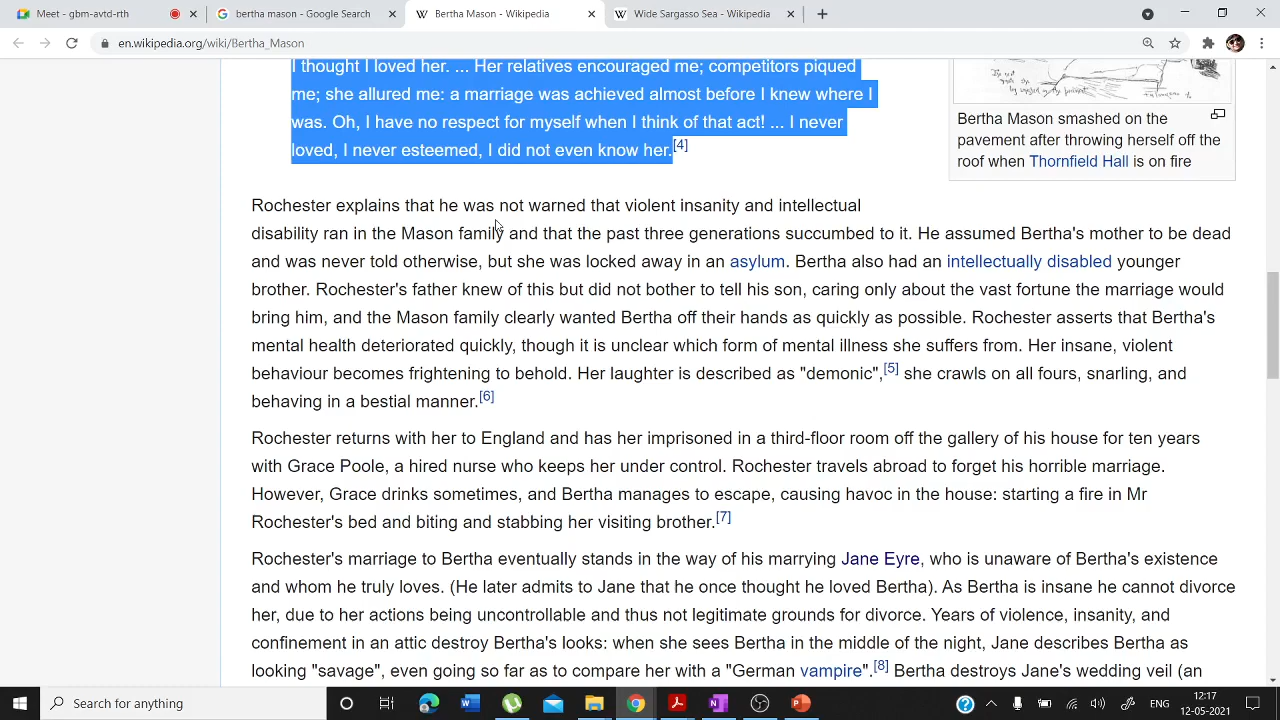 Meet - gbm-avtd-rth
bertha mason - Google Search
Bertha Mason - Wikipedia
Wide Sargasso Sea - Wikipedia
en.wikipedia.org/wiki/Bertha_Mason
I thought I loved her. ... Her relatives encouraged me; competitors piqued
me; she allured me: a marriage was achieved almost before I knew where I
was. Oh, I have no respect for myself when I think of that act! ... I never
loved, I never esteemed, I did not even know her.[4]
Bertha Mason smashed on the
pavement after throwing herself off the
roof when Thornfield Hall is on fire
Rochester explains that he was not warned that violent insanity and intellectual
disability ran in the Mason family and that the past three generations succumbed to it. He assumed Bertha's mother to be dead
and was never told otherwise, but she was locked away in an asylum. Bertha also had an intellectually disabled younger
brother. Rochester's father knew of this but did not bother to tell his son, caring only about the vast fortune the marriage would
bring him, and the Mason family clearly wanted Bertha off their hands as quickly as possible. Rochester asserts that Bertha's
mental health deteriorated quickly, though it is unclear which form of mental illness she suffers from. Her insane, violent
behaviour becomes frightening to behold. Her laughter is described as "demonic",[5] she crawls on all fours, snarling, and
behaving in a bestial manner.[6]
Rochester returns with her to England and has her imprisoned in a third-floor room off the gallery of his house for ten years
with Grace Poole, a hired nurse who keeps her under control. Rochester travels abroad to forget his horrible marriage.
However, Grace drinks sometimes, and Bertha manages to escape, causing havoc in the house: starting a fire in Mr
Rochester's bed and biting and stabbing her visiting brother.[7]
Rochester's marriage to Bertha eventually stands in the way of his marrying Jane Eyre, who is unaware of Bertha's existence
and whom he truly loves. (He later admits to Jane that he once thought he loved Bertha). As Bertha is insane he cannot divorce
her, due to her actions being uncontrollable and thus not legitimate grounds for divorce. Years of violence, insanity, and
confinement in an attic destroy Bertha's looks: when she sees Bertha in the middle of the night, Jane describes Bertha as
looking "savage", even going so far as to compare her with a "German vampire".[8] Bertha destroys Jane's wedding veil (an
Type here to search
ENG
12:17
12-05-2021